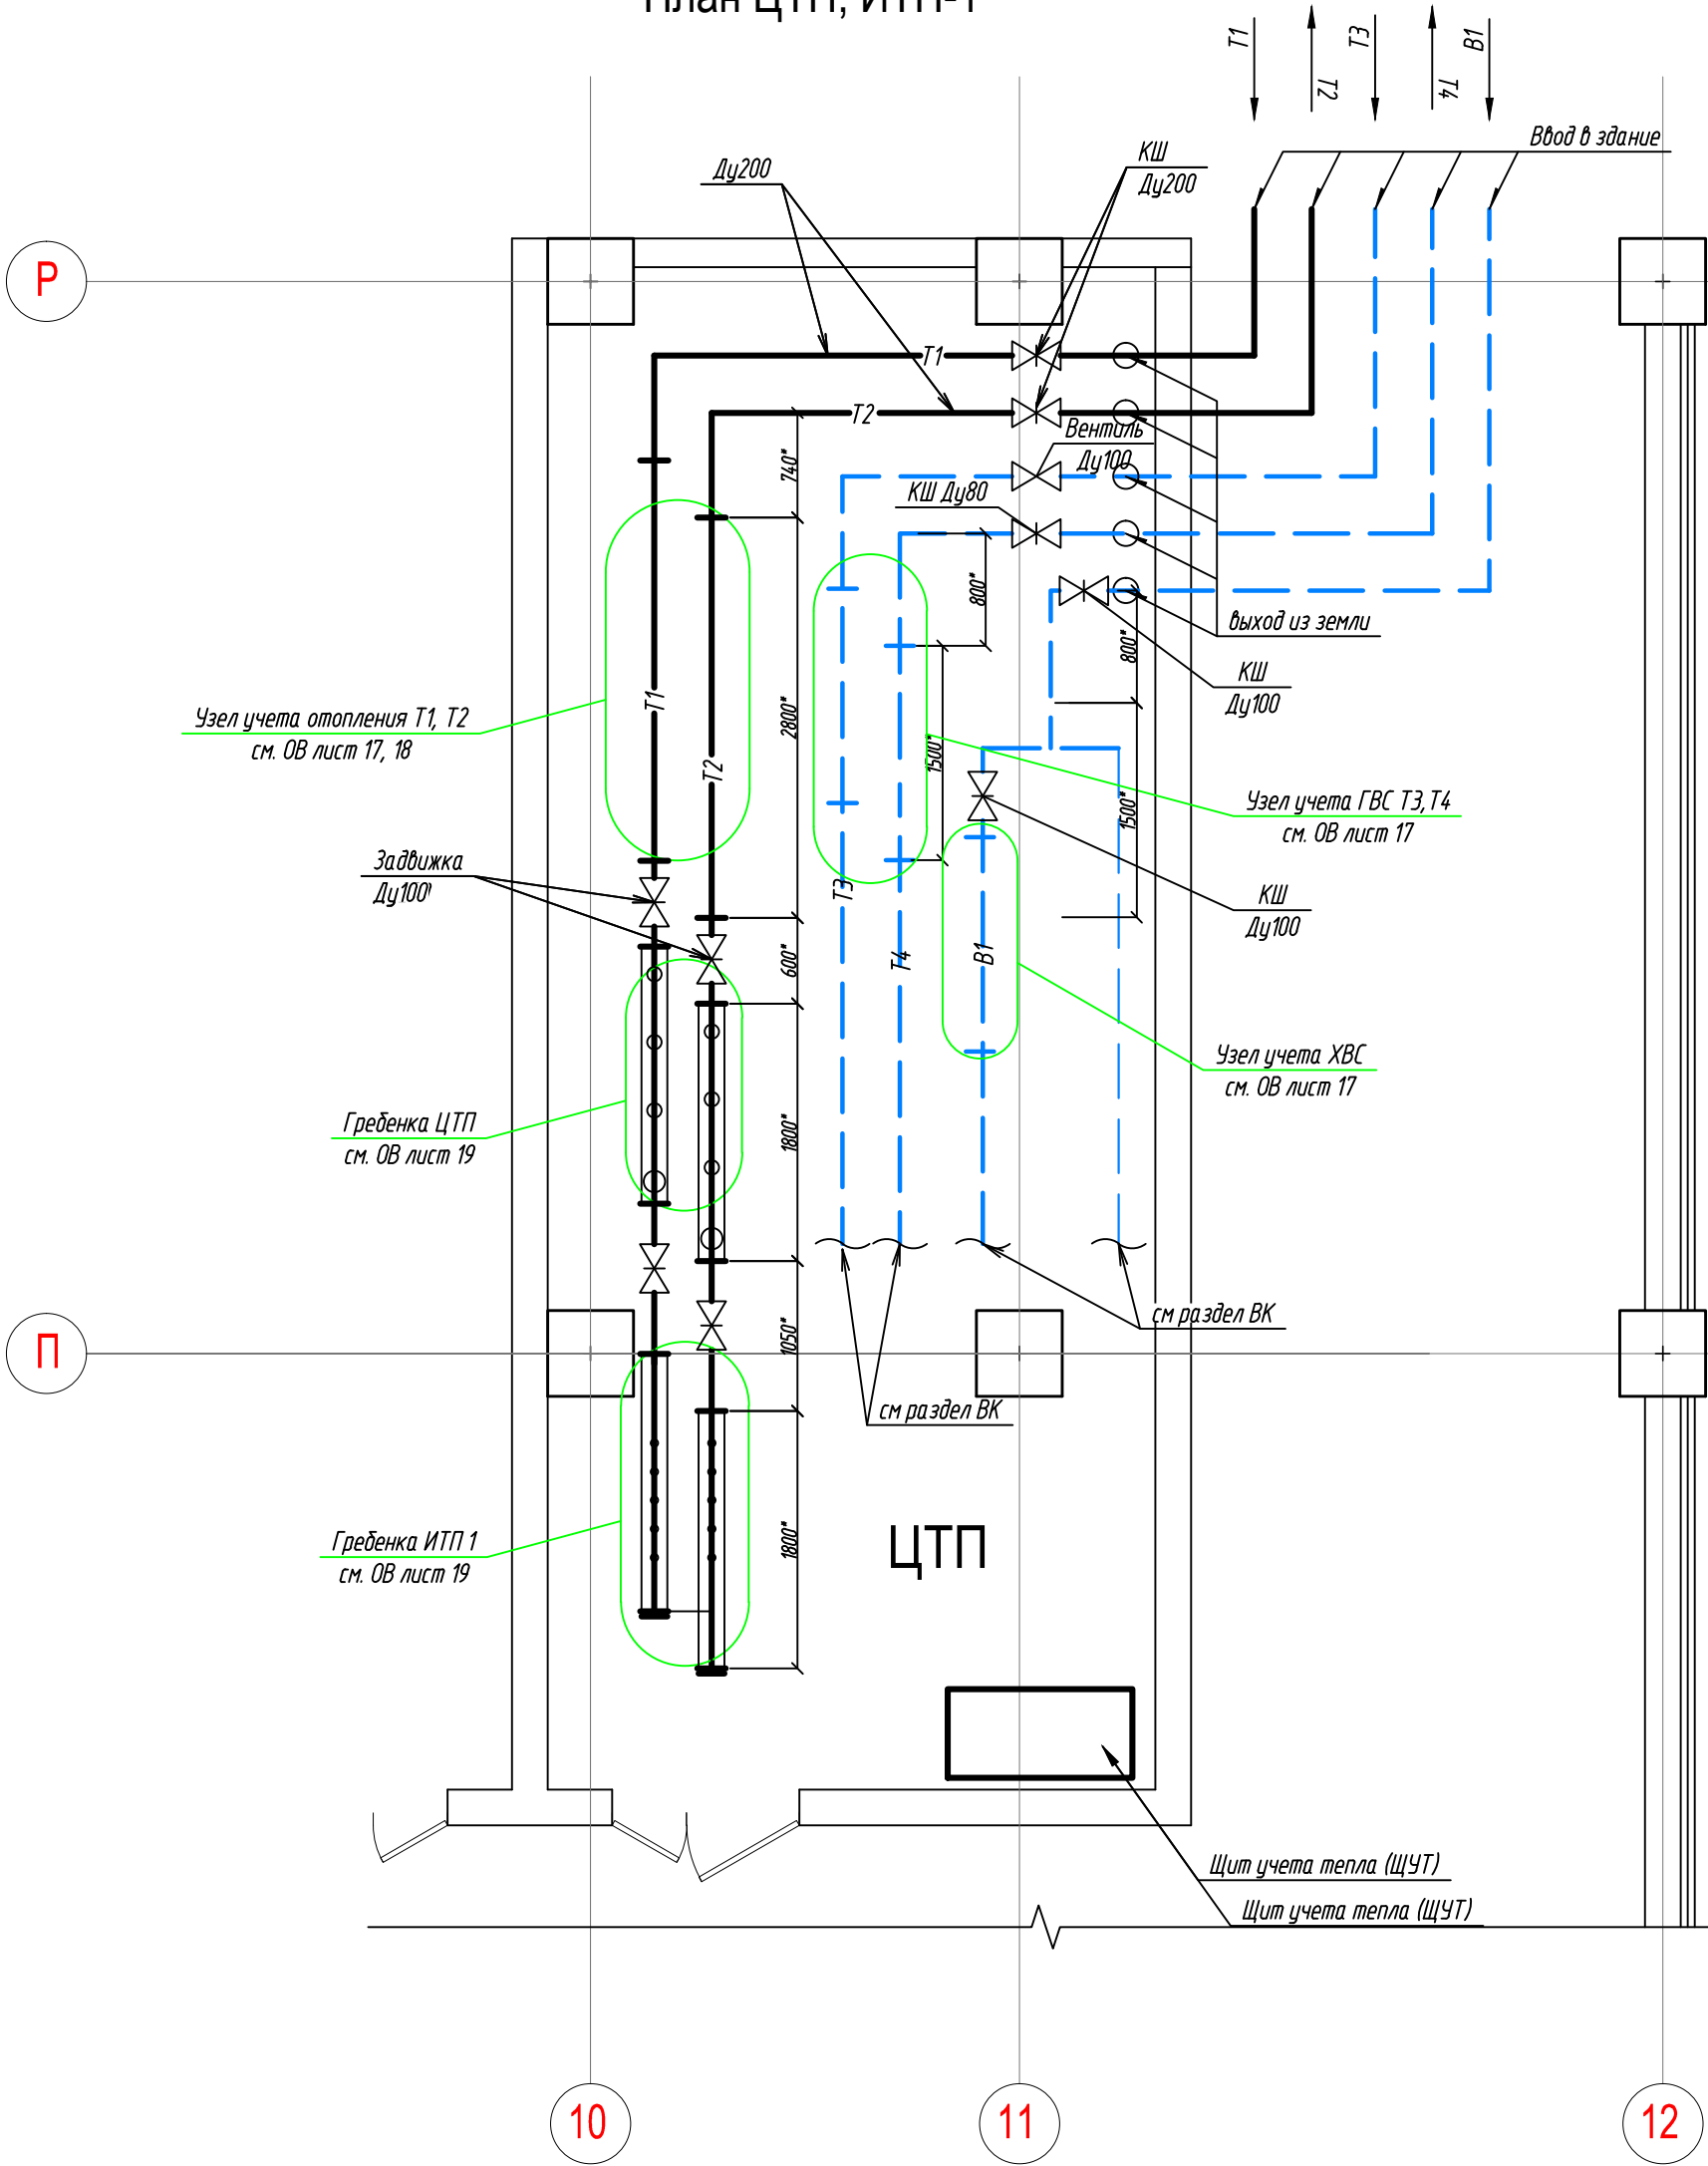 План ЦТП, ИТП-1
Т1
Т2
Т3
Т4
В1
Ввод в здание
Ду200
КШ
Ду200
Р
Т1
Т2
Вентиль
Ду100
КШ Ду80
740*
800*
выход из земли
800*
КШ
Ду100
Т1
Т2
2800*
1500*
1500*
Узел учета отопления Т1, Т2
см. ОВ лист 17, 18
Узел учета ГВС Т3,Т4
см. ОВ лист 17
Задвижка
Ду100
Т3
КШ
Ду100
Т4
В1
600*
Узел учета ХВС
см. ОВ лист 17
Гребенка ЦТП
см. ОВ лист 19
1800*
см раздел ВК
1050*
П
см раздел ВК
Гребенка ИТП 1
см. ОВ лист 19
1800*
ЦТП
Щит учета тепла (ЩУТ)
Щит учета тепла (ЩУТ)
10
11
12